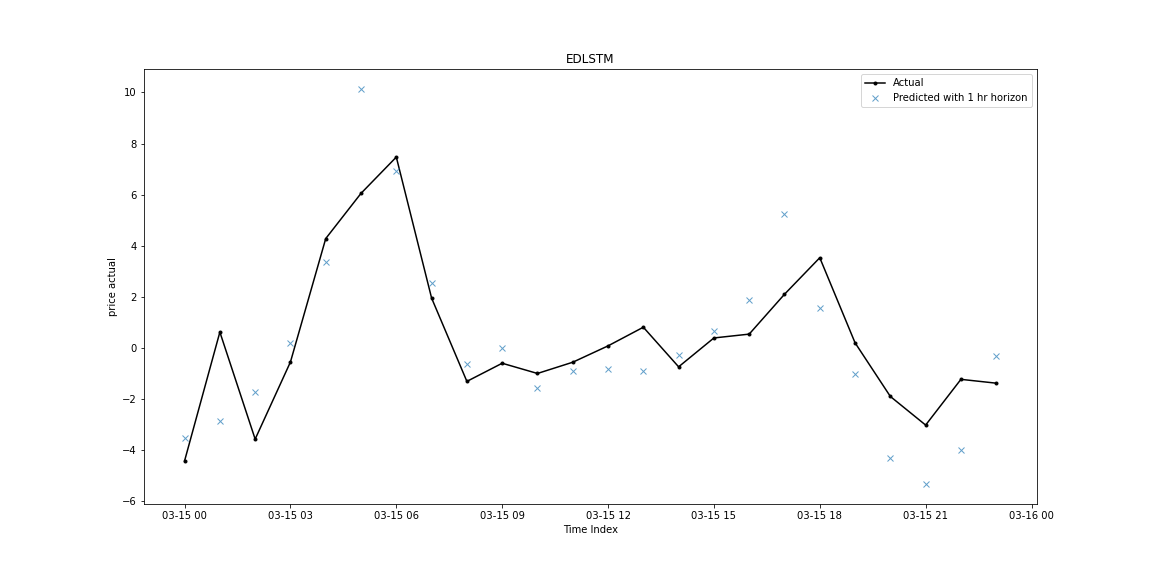 EDLSTM
Actual
Predicted with 1 hr horizon
price actual
10
8
6
4
2
0
−2
−4
−6
03-15 00 03-15 03 03-15 06 03-15 09 03-15 12 03-15 15 03-15 18 03-15 21 03-16 00
Time Index